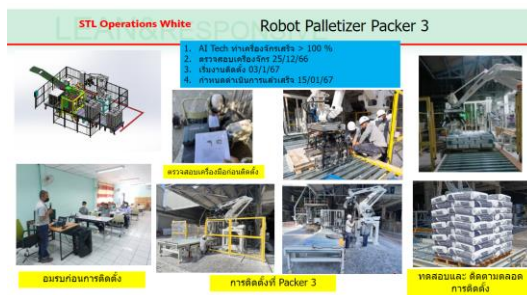 STL Operations White
Robot Palletizer Packer 3
LEAN&RESPONSIVE
1. AI Tech ทำเครื่องจักรเสร็จ > 100 %
2. ตรวจสอบเครื่องจักร 25/12/66
3. เริ่มงานติดตั้ง 03/1/67
4. กำหนดดำเนินการแล้วเสร็จ 15/01/67
ตรวจสอบเครื่องมือก่อนติดตั้ง
อมรบก่อนการติดตั้ง
การติดตั้งที่ Packer 3
ทดสอบและ ติดตามตลอด
การติดตั้ง